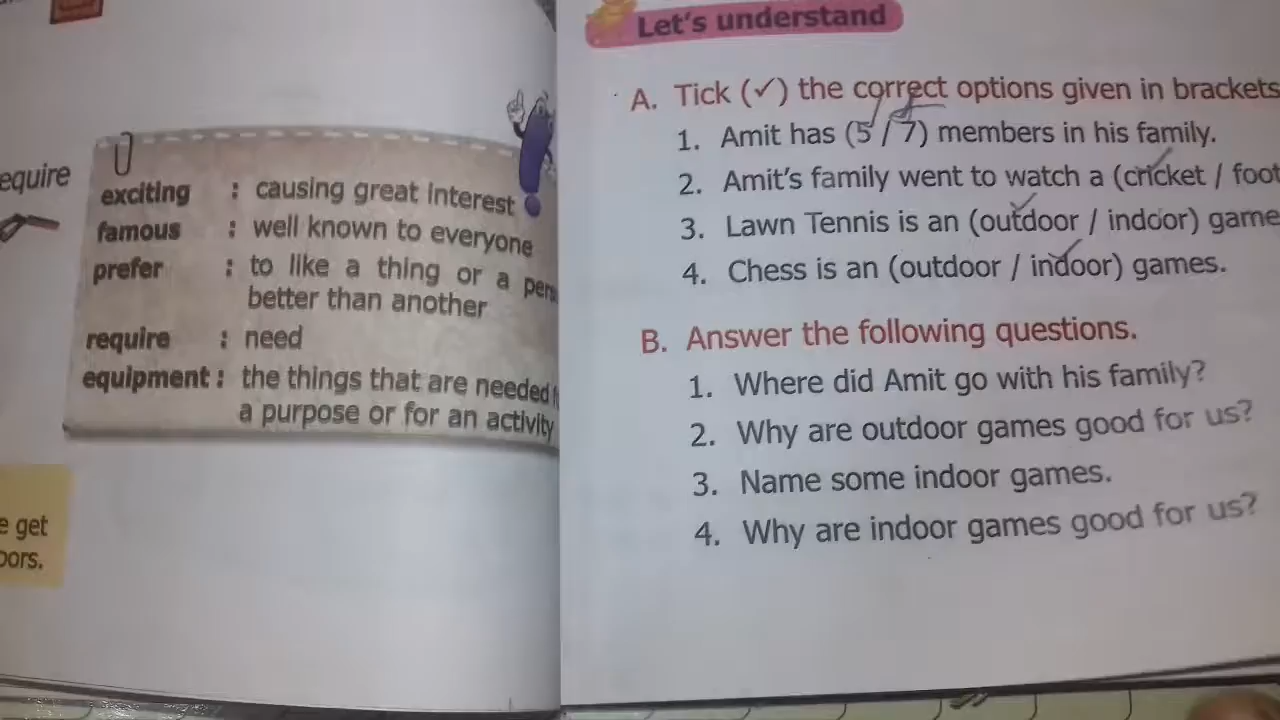 equire
exciting : causing great interest
famous : well known to everyone
prefer : to like a thing or a pers
better than another
require : need
equipment : the things that are needed
a purpose or for an activity
e get
oors.
Let's understand
A. Tick (✓) the correct options given in brackets
1. Amit has (5 / 7) members in his family.
2. Amit's family went to watch a (cricket / foot
3. Lawn Tennis is an (outdoor / indoor) game
4. Chess is an (outdoor / indoor) games.
B. Answer the following questions.
1. Where did Amit go with his family?
2. Why are outdoor games good for us?
3. Name some indoor games.
4. Why are indoor games good for us?